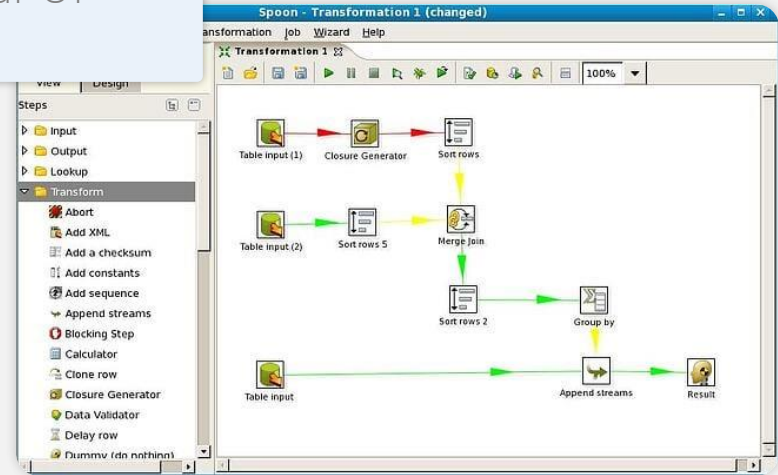 Spoon - Transformation 1 (changed)
ansformation Job Wizard Help
Transformation 1
View Design
100%
Steps
Input
Output
Lookup
Transform
Abort
Add XML
Add a checksum
Add constants
Add sequence
Append streams
Blocking Step
Calculator
Clone row
Closure Generator
Data Validator
Delay row
Dummy (do nothing)
Table input (1)
Closure Generator
Sort rows
Table input (2)
Sort rows 5
Merge Join
Sort rows 2
Group by
Table input
Append streams
Result